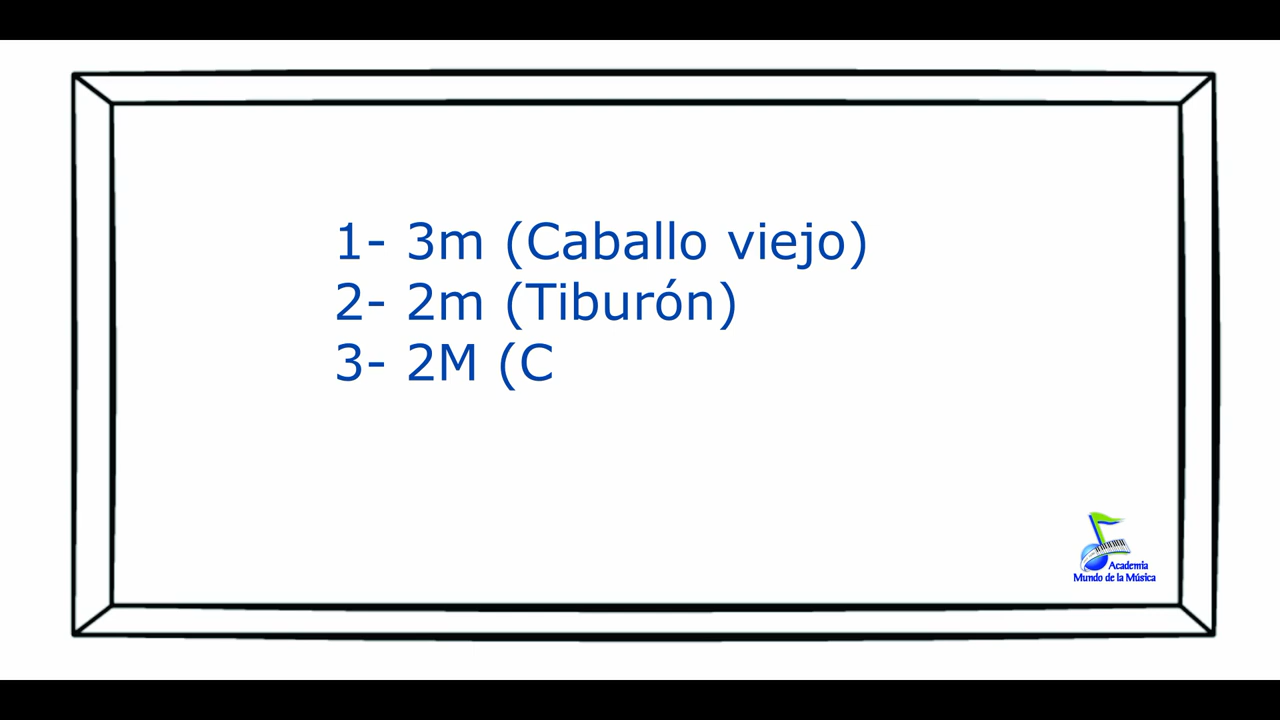 1- 3m (Caballo viejo)
2- 2m (Tiburón)
3- 2M (C
Academia
Mundo de la Música